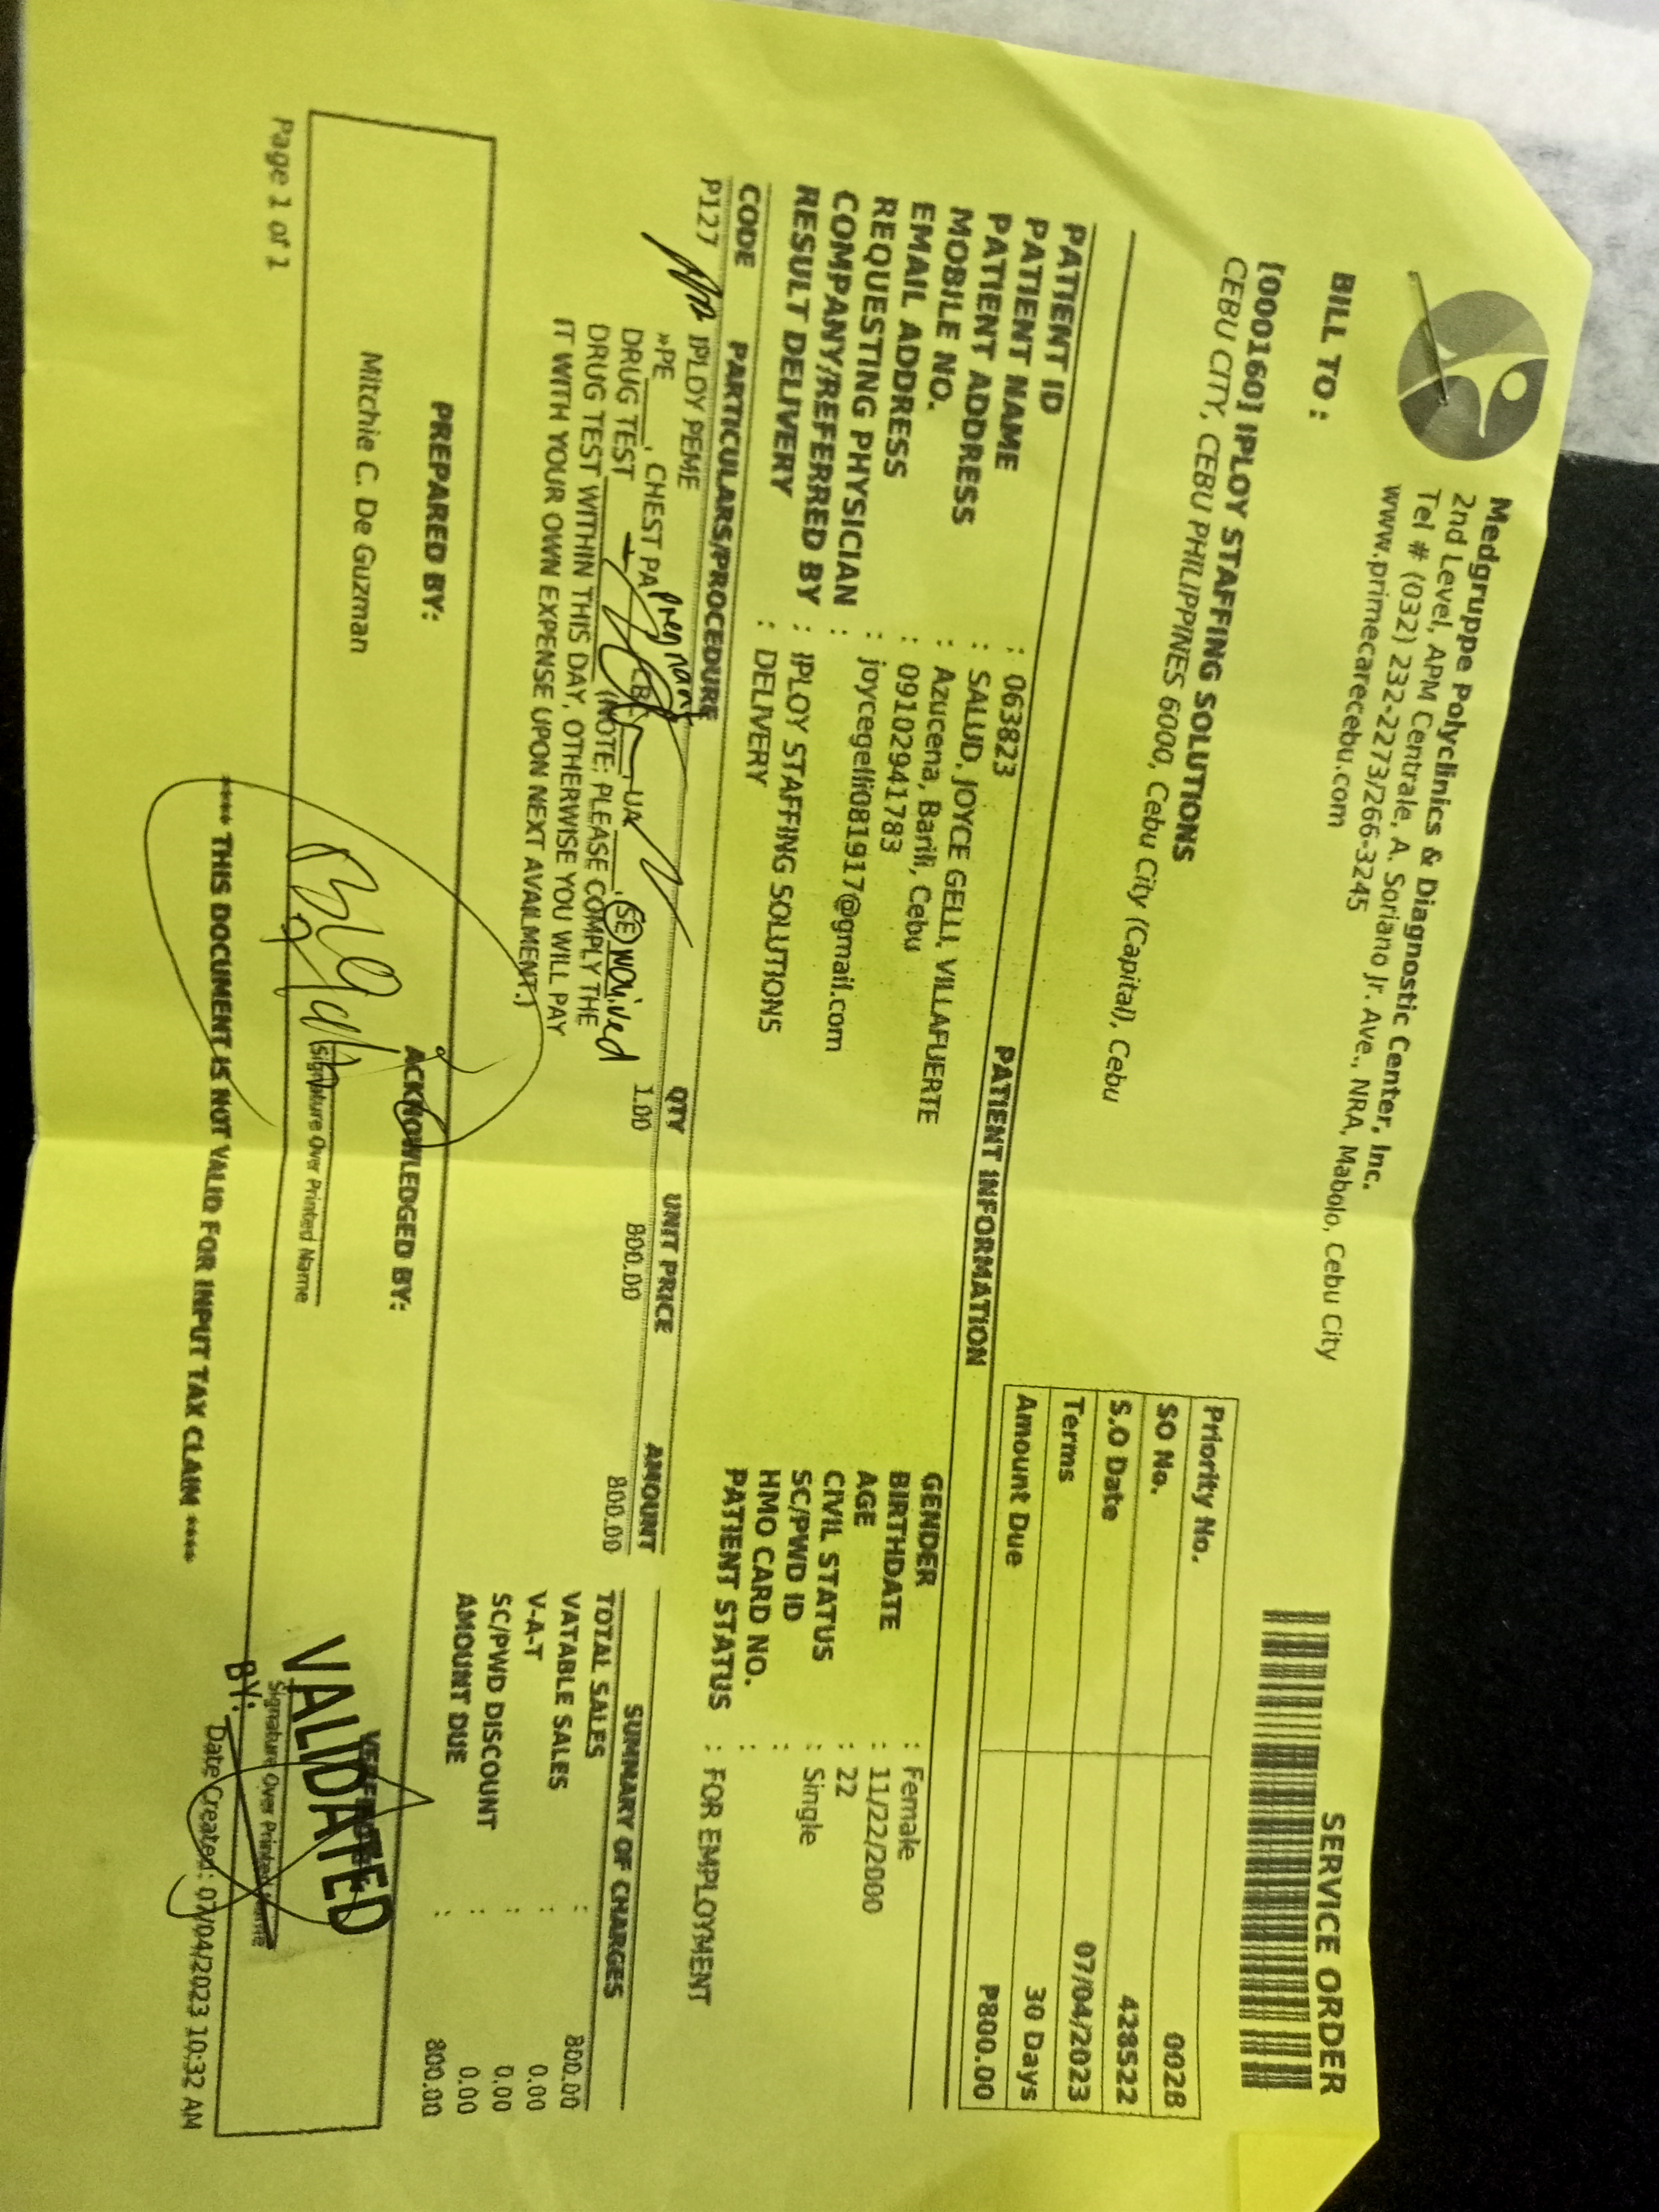 Medgruppe Polyclinics & Diagnostic Center, Inc.
2nd Level, APM Centrale, A. Soriano Jr. Ave., NRA, Mabolo, Cebu City
Tel # (032) 232-2273/266-3245
www.primecarecebu.com
SERVICE ORDER
BILL TO :
[000160] IPLOY STAFFING SOLUTIONS
CEBU CITY, CEBU PHILIPPINES 6000, Cebu City (Capital), Cebu
Priority No. 0028
SO No. 428522
S.O Date 07/04/2023
Terms 30 Days
Amount Due P800.00
PATIENT INFORMATION
PATIENT ID : 063823
PATIENT NAME : SALUD, JOYCE GELLI, VILLAFUERTE
PATIENT ADDRESS : Azucena, Barili, Cebu
MOBILE NO. : 09102941783
EMAIL ADDRESS : joycegelli081917@gmail.com
REQUESTING PHYSICIAN :
COMPANY/REFERRED BY : IPLOY STAFFING SOLUTIONS
RESULT DELIVERY : DELIVERY
GENDER : Female
BIRTHDATE : 11/22/2000
AGE : 22
CIVIL STATUS : Single
SC/PWD ID :
HMO CARD NO. :
PATIENT STATUS : FOR EMPLOYMENT
CODE PARTICULARS/PROCEDURE QTY UNIT PRICE AMOUNT
P127 IPLOY PEME 1.00 800.00 800.00
Pregnant
»PE ____, CHEST PA UA ____, SE waived
DRUG TEST ____ (NOTE: PLEASE COMPLY THE
DRUG TEST WITHIN THIS DAY, OTHERWISE YOU WILL PAY
IT WITH YOUR OWN EXPENSE UPON NEXT AVAILMENT.)
SUMMARY OF CHARGES
TOTAL SALES : 800.00
VATABLE SALES : 0.00
V-A-T : 0.00
SC/PWD DISCOUNT : 0.00
AMOUNT DUE : 800.00
PREPARED BY:
Mitchie C. De Guzman
ACKNOWLEDGED BY:
Signature Over Printed Name
VALIDATED
Signature Over Printed Name
BY:
Page 1 of 1
**** THIS DOCUMENT IS NOT VALID FOR INPUT TAX CLAIM ****
Date Created : 07/04/2023 10:32 AM